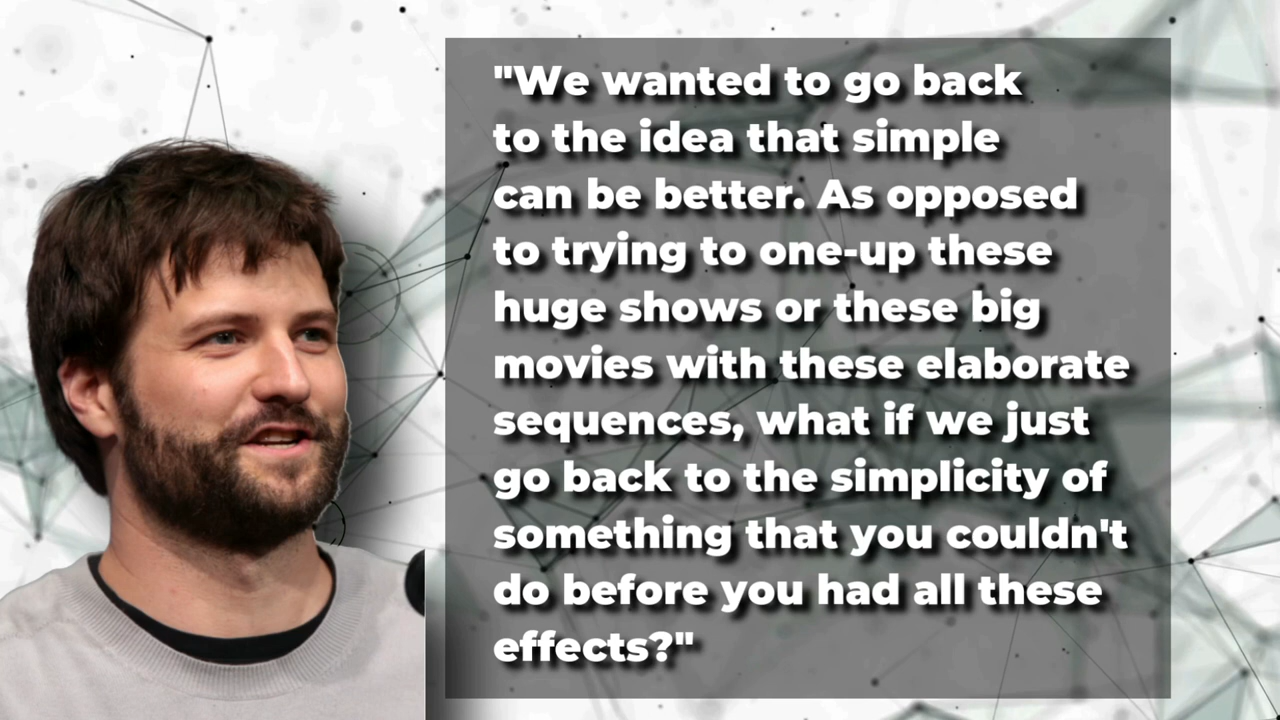 "We wanted to go back
to the idea that simple
can be better. As opposed
to trying to one-up these
huge shows or these big
movies with these elaborate
sequences, what if we just
go back to the simplicity of
something that you couldn't
do before you had all these
effects?"